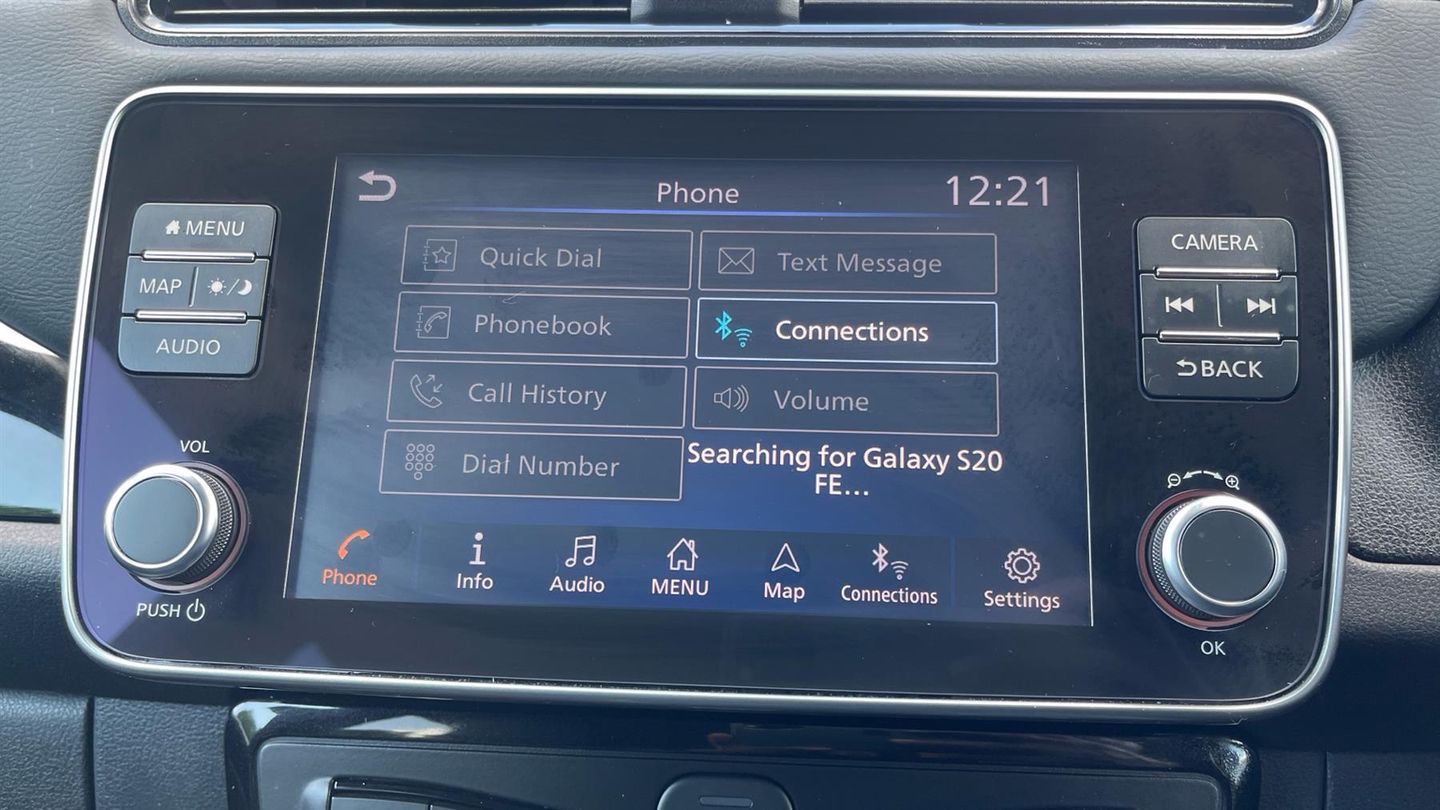 Phone
12:21
MENU
MAP
AUDIO
VOL
PUSH
Quick Dial
Text Message
Phonebook
Connections
Call History
Volume
Dial Number
Searching for Galaxy S20
FE...
Phone
Info
Audio
MENU
Map
Connections
Settings
CAMERA
BACK
OK